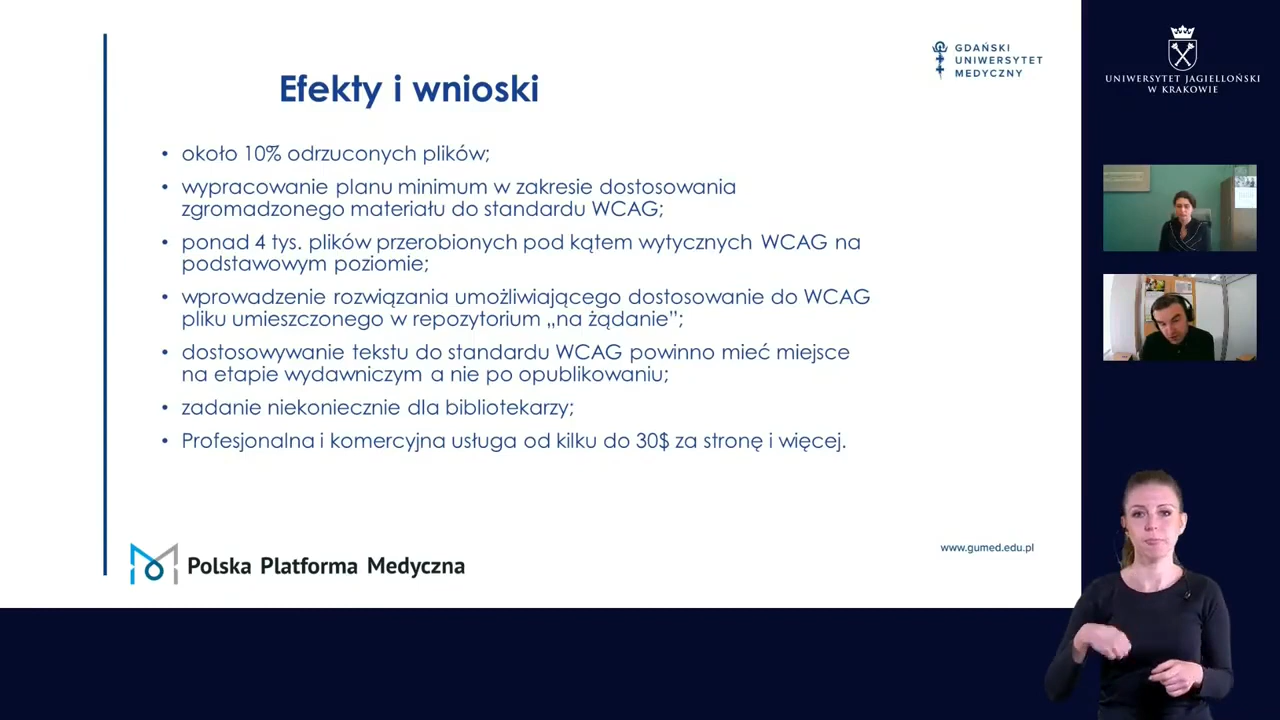 Efekty i wnioski
GDAŃSKI
UNIWERSYTET
MEDYCZNY
UNIWERSYTET JAGIELLOŃSKI
W KRAKOWIE
• około 10% odrzuconych plików;
• wypracowanie planu minimum w zakresie dostosowania
zgromadzonego materiału do standardu WCAG;
• ponad 4 tys. plików przerobionych pod kątem wytycznych WCAG na
podstawowym poziomie;
• wprowadzenie rozwiązania umożliwiającego dostosowanie do WCAG
pliku umieszczonego w repozytorium „na żądanie”;
• dostosowywanie tekstu do standardu WCAG powinno mieć miejsce
na etapie wydawniczym a nie po opublikowaniu;
• zadanie niekoniecznie dla bibliotekarzy;
• Profesjonalna i komercyjna usługa od kilku do 30$ za stronę i więcej.
www.gumed.edu.pl
Polska Platforma Medyczna